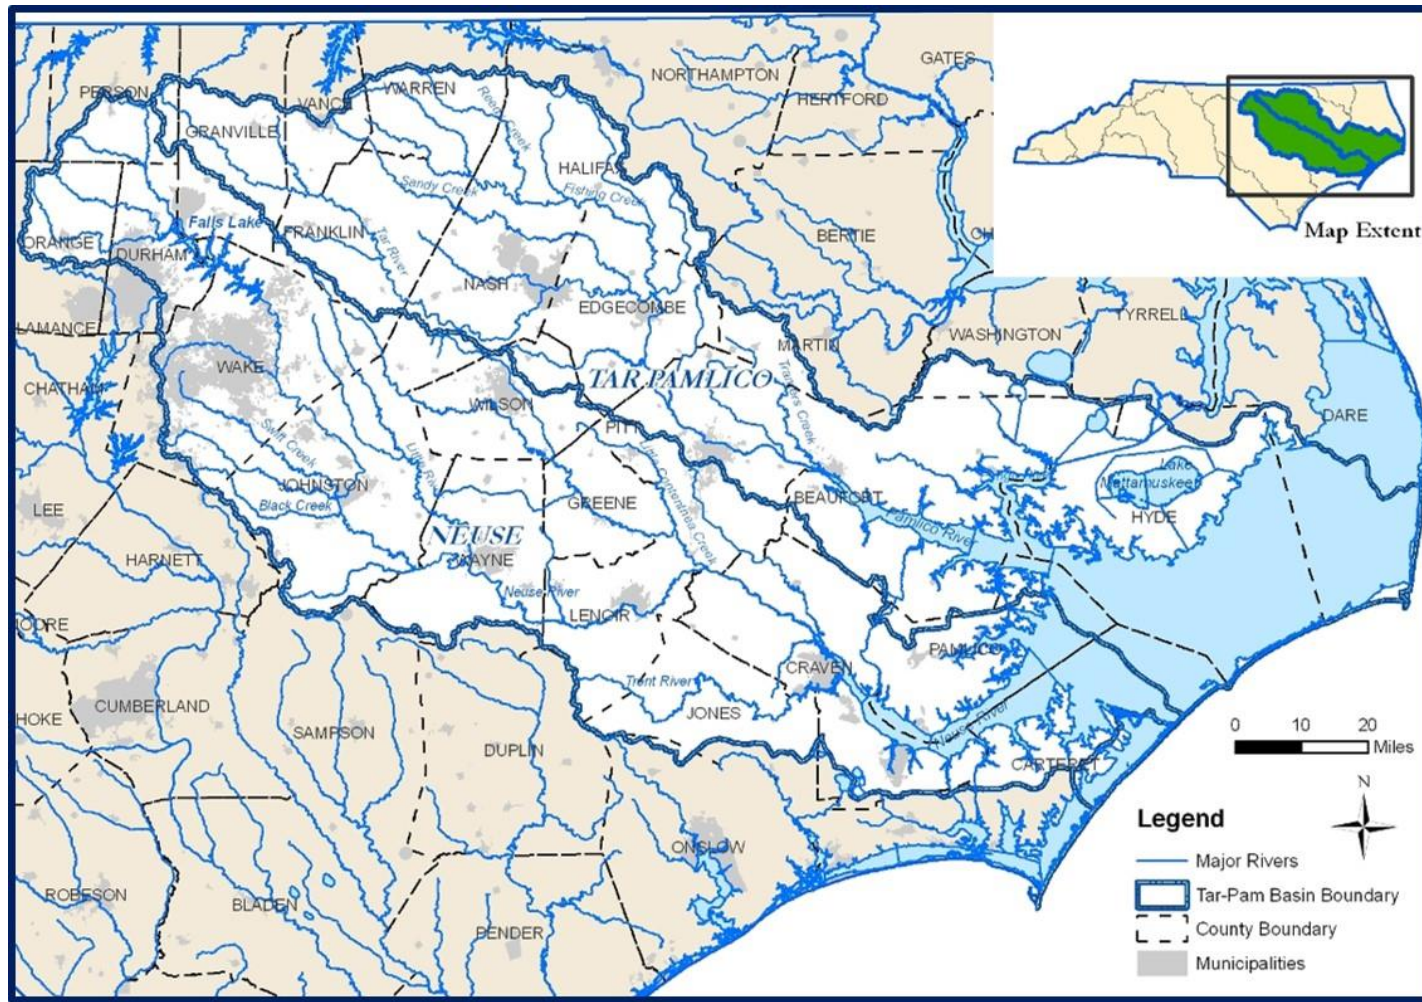 GATES
NORTHAMPTON
PERSON
WARREN
HERTFORD
VANCE
GRANVILLE
Reedy Creek
HALIFAX
Sandy Creek
Fishing Creek
Falls Lake
FRANKLIN
ORANGE
DURHAM
Tar River
BERTIE
Map Extent
NASH
EDGECOMBE
LAMANCE
WASHINGTON
TYRRELL
MARTIN
WAKE
CHATHAM
TAR PAMLICO
WILSON
Tranters Creek
DARE
PITT
Swift Creek
Little River
Little Contentnea Creek
Lake
Mattamuskeet
JOHNSTON
Black Creek
GREENE
BEAUFORT
HYDE
LEE
Pamlico River
NEUSE
WAYNE
HARNETT
Neuse River
LENOIR
MOORE
PAMLICO
CRAVEN
Trent River
JONES
CUMBERLAND
HOKE
SAMPSON
DUPLIN
Neuse River
CARTERET
0 10 20
Miles
N
Legend
Major Rivers
Tar-Pam Basin Boundary
County Boundary
Municipalities
ONSLOW
ROBESON
BLADEN
PENDER